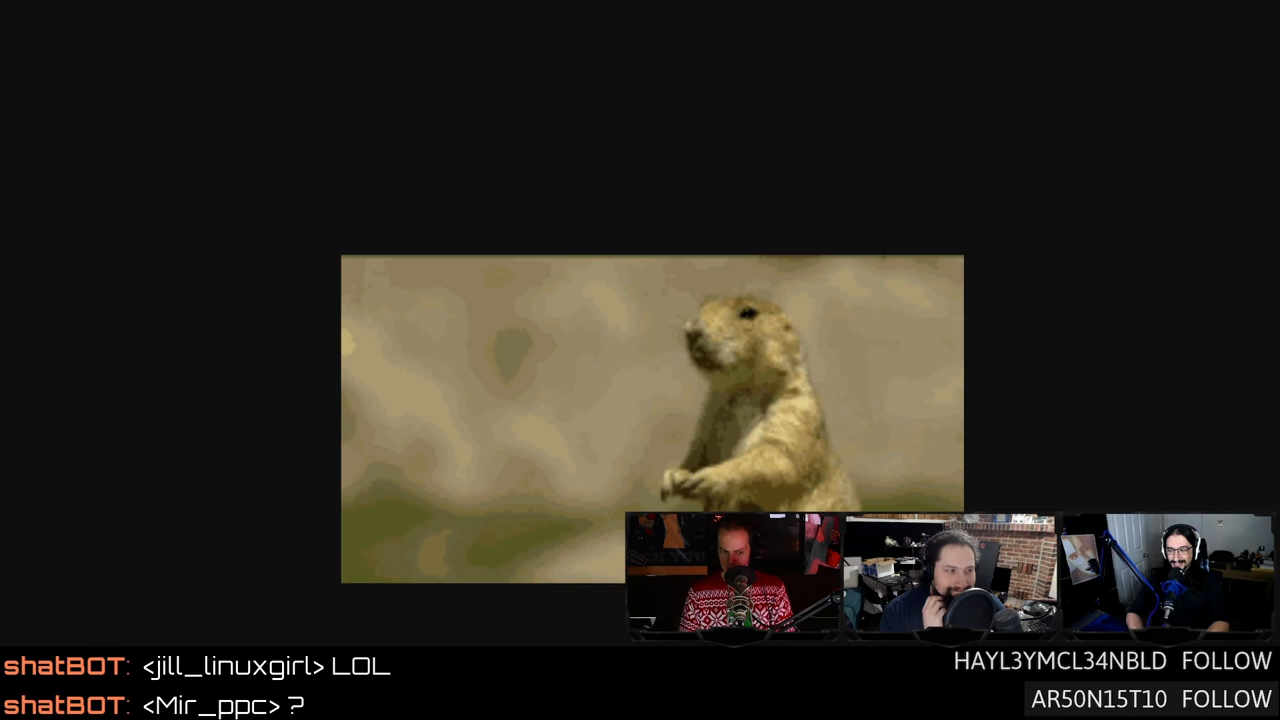 shatBOT: <jill_linuxgirl> LOL
shatBOT: <Mir_ppc> ?
HAYL3YMCL34NBLD FOLLOW
AR50N15T10 FOLLOW